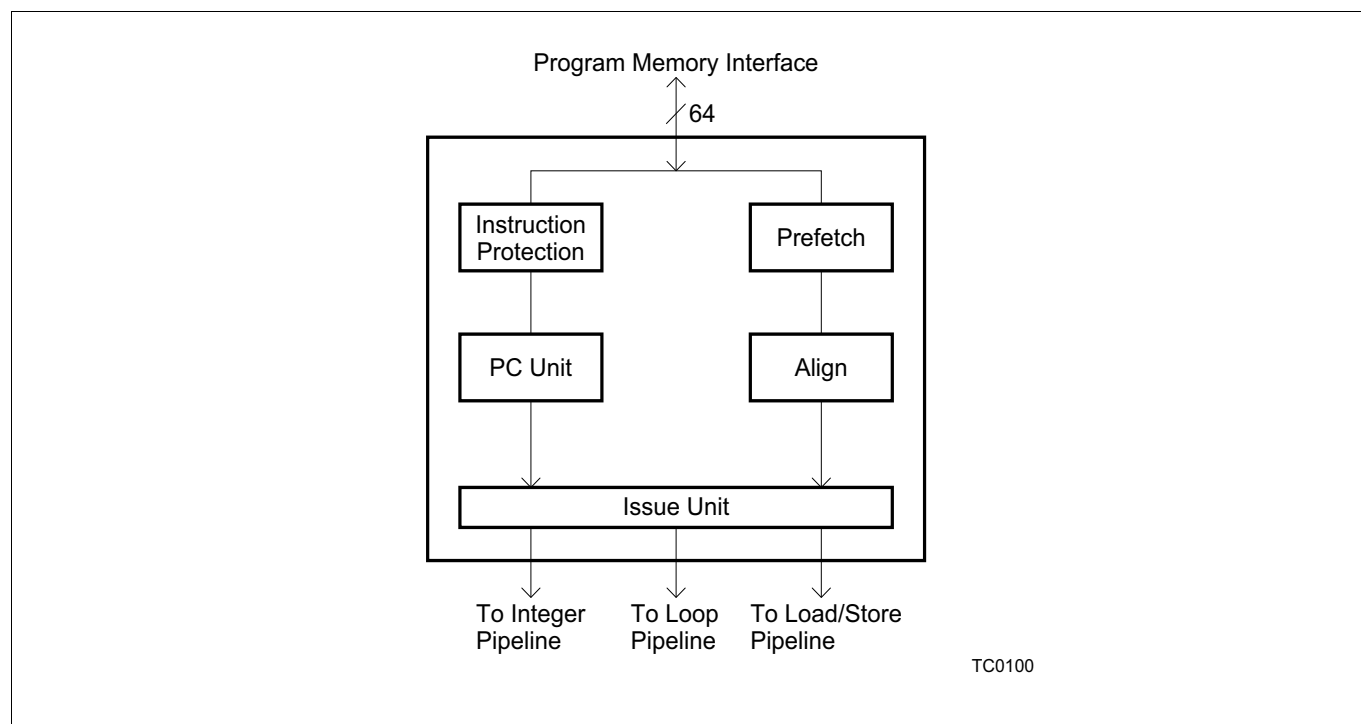 Program Memory Interface
64
Instruction
Protection
Prefetch
PC Unit
Align
Issue Unit
To Integer
Pipeline
To Loop
Pipeline
To Load/Store
Pipeline
TC0100